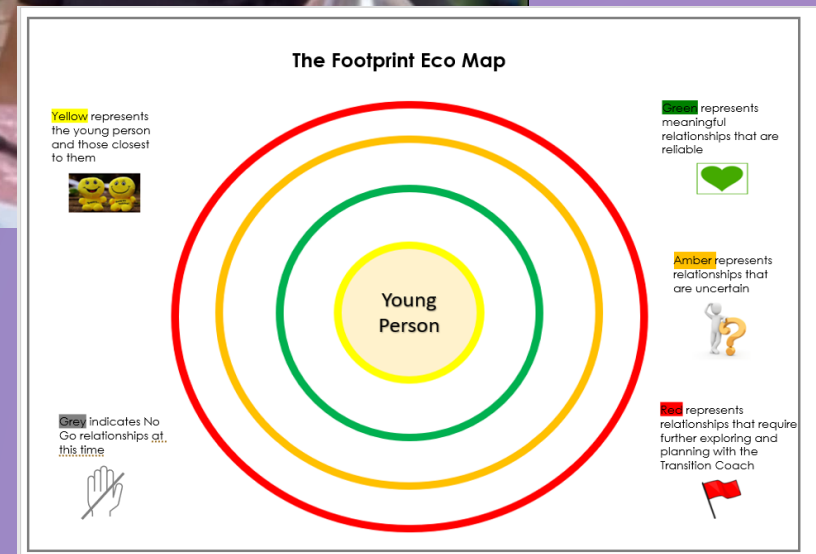 The Footprint Eco Map
Yellow represents
the young person
and those closest
to them
Green represents
meaningful
relationships that are
reliable
Young
Person
Amber represents
relationships that
are uncertain
Grey indicates No
Go relationships at
this time
Red represents
relationships that require
further exploring and
planning with the
Transition Coach